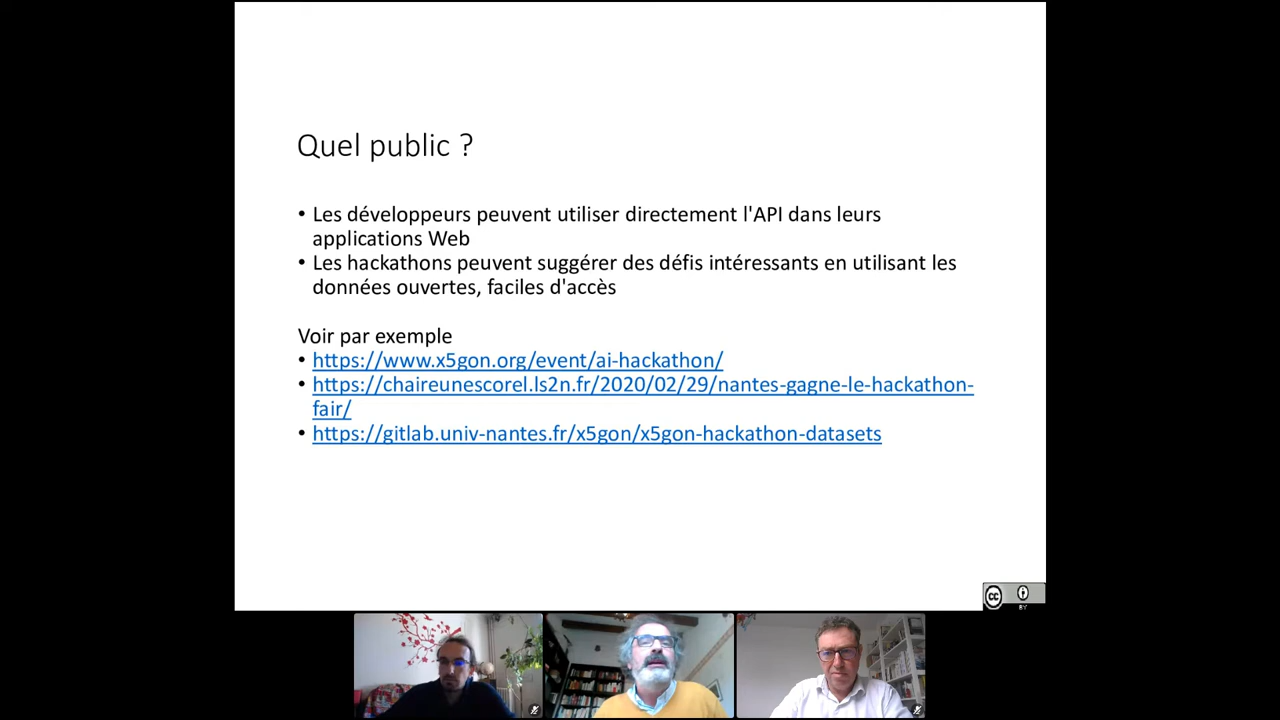 Quel public ?
• Les développeurs peuvent utiliser directement l'API dans leurs
applications Web
• Les hackathons peuvent suggérer des défis intéressants en utilisant les
données ouvertes, faciles d'accès
Voir par exemple
• https://www.x5gon.org/event/ai-hackathon/
• https://chaireunescorel.ls2n.fr/2020/02/29/nantes-gagne-le-hackathon-
fair/
• https://gitlab.univ-nantes.fr/x5gon/x5gon-hackathon-datasets
cc
BY